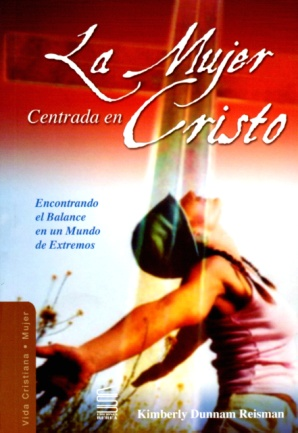 La Mujer
Centrada en Cristo
Encontrando
el Balance
en un Mundo
de Extremos
Vida Cristiana • Mujer
Kimberly Dunnam Reisman